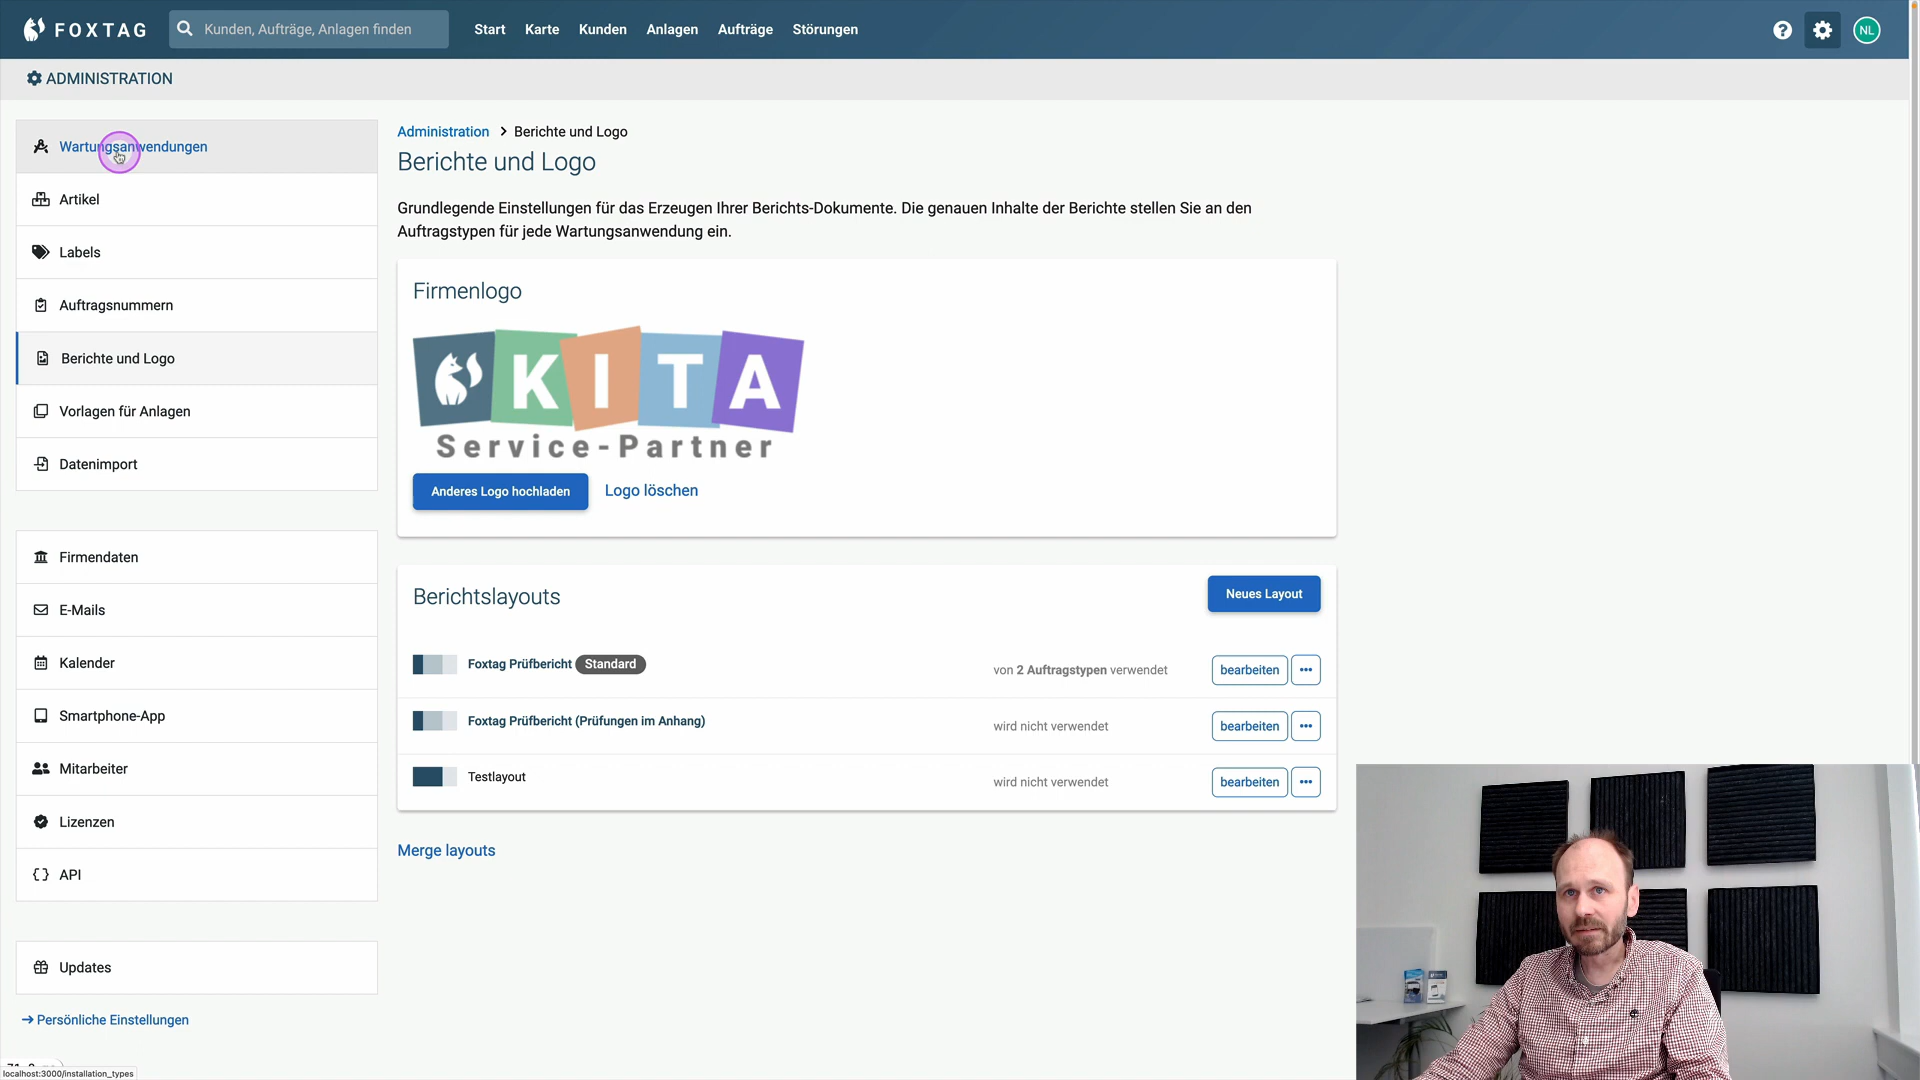 FOXTAG
Kunden, Aufträge, Anlagen finden
Start
Karte
Kunden
Anlagen
Aufträge
Störungen
NL
ADMINISTRATION
Wartungsanwendungen
Artikel
Labels
Auftragsnummern
Berichte und Logo
Vorlagen für Anlagen
Datenimport
Firmendaten
E-Mails
Kalender
Smartphone-App
Mitarbeiter
Lizenzen
API
Updates
Persönliche Einstellungen
localhost:3000/installation_types
Administration > Berichte und Logo
Berichte und Logo
Grundlegende Einstellungen für das Erzeugen Ihrer Berichts-Dokumente. Die genauen Inhalte der Berichte stellen Sie an den
Auftragstypen für jede Wartungsanwendung ein.
Firmenlogo
KITA
Service-Partner
Anderes Logo hochladen
Logo löschen
Berichtslayouts
Neues Layout
Foxtag Prüfbericht Standard
von 2 Auftragstypen verwendet
bearbeiten
Foxtag Prüfbericht (Prüfungen im Anhang)
wird nicht verwendet
bearbeiten
Testlayout
wird nicht verwendet
bearbeiten
Merge layouts